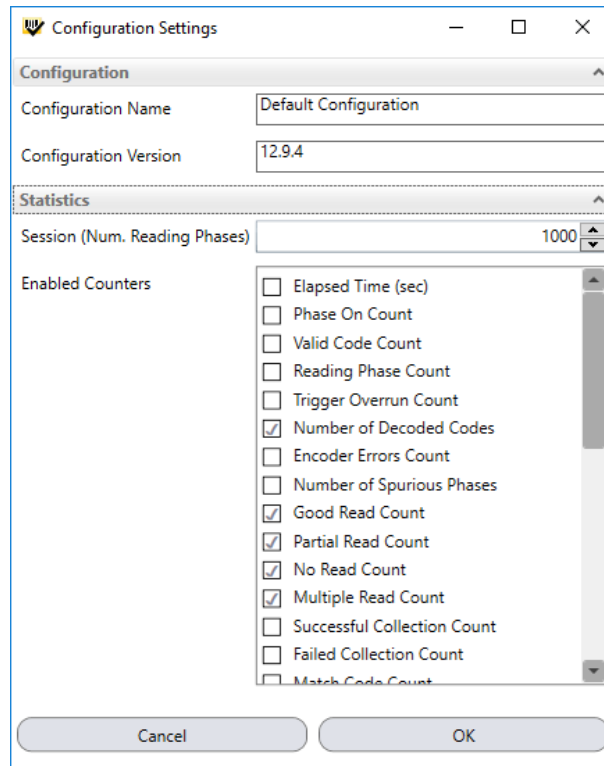 Configuration Settings
Configuration
Configuration Name Default Configuration
Configuration Version 12.9.4
Statistics
Session (Num. Reading Phases) 1000
Enabled Counters Elapsed Time (sec)
Phase On Count
Valid Code Count
Reading Phase Count
Trigger Overrun Count
Number of Decoded Codes
Encoder Errors Count
Number of Spurious Phases
Good Read Count
Partial Read Count
No Read Count
Multiple Read Count
Successful Collection Count
Failed Collection Count
Match Code Count
Cancel OK